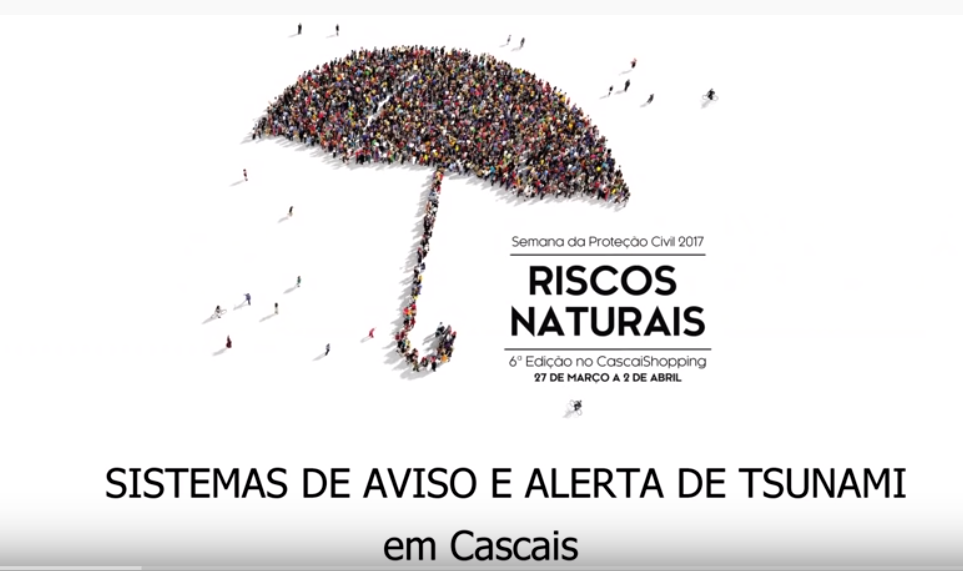 Semana da Proteção Civil 2017
RISCOS
NATURAIS
6º Edição no CascaiShopping
27 DE MARÇO A 2 DE ABRIL
SISTEMAS DE AVISO E ALERTA DE TSUNAMI
em Cascais